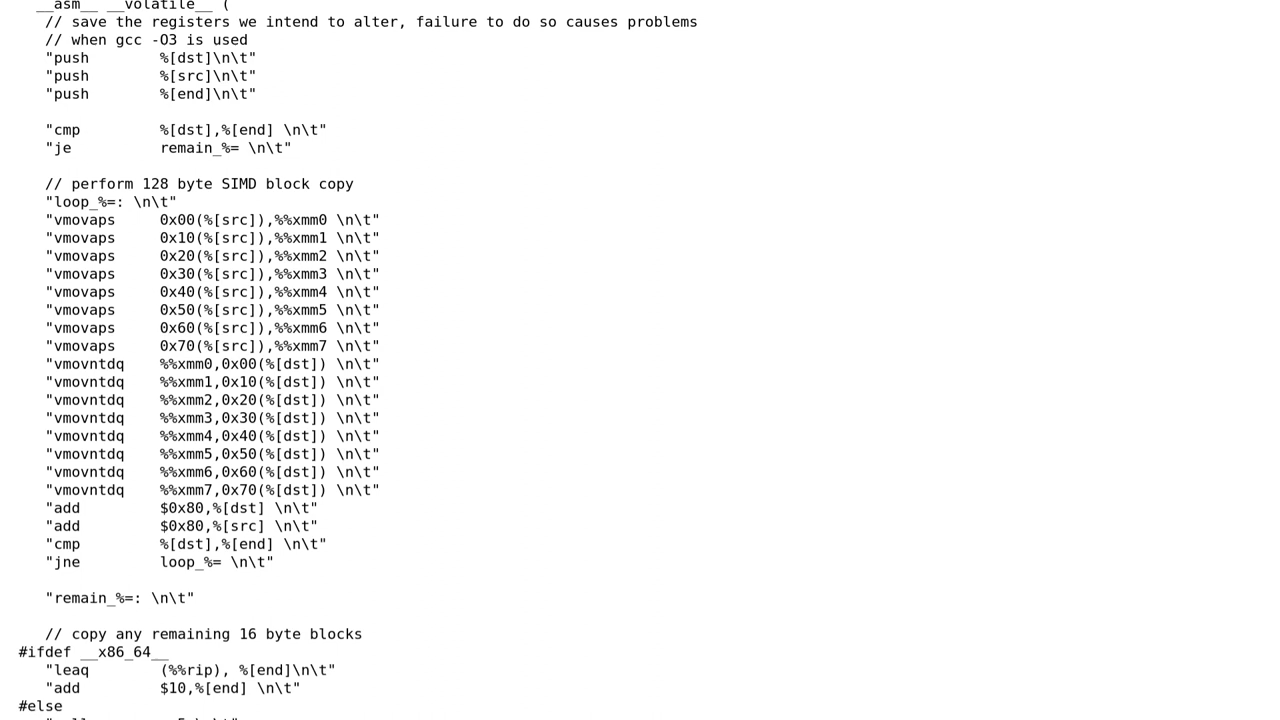 __asm__ __volatile__ (
// save the registers we intend to alter, failure to do so causes problems
// when gcc -O3 is used
"push        %[dst]\n\t"
"push        %[src]\n\t"
"push        %[end]\n\t"
"cmp         %[dst],%[end] \n\t"
"je          remain_%= \n\t"
// perform 128 byte SIMD block copy
"loop_%=: \n\t"
"vmovaps     0x00(%[src]),%%xmm0 \n\t"
"vmovaps     0x10(%[src]),%%xmm1 \n\t"
"vmovaps     0x20(%[src]),%%xmm2 \n\t"
"vmovaps     0x30(%[src]),%%xmm3 \n\t"
"vmovaps     0x40(%[src]),%%xmm4 \n\t"
"vmovaps     0x50(%[src]),%%xmm5 \n\t"
"vmovaps     0x60(%[src]),%%xmm6 \n\t"
"vmovaps     0x70(%[src]),%%xmm7 \n\t"
"vmovntdq    %%xmm0,0x00(%[dst]) \n\t"
"vmovntdq    %%xmm1,0x10(%[dst]) \n\t"
"vmovntdq    %%xmm2,0x20(%[dst]) \n\t"
"vmovntdq    %%xmm3,0x30(%[dst]) \n\t"
"vmovntdq    %%xmm4,0x40(%[dst]) \n\t"
"vmovntdq    %%xmm5,0x50(%[dst]) \n\t"
"vmovntdq    %%xmm6,0x60(%[dst]) \n\t"
"vmovntdq    %%xmm7,0x70(%[dst]) \n\t"
"add         $0x80,%[dst] \n\t"
"add         $0x80,%[src] \n\t"
"cmp         %[dst],%[end] \n\t"
"jne         loop_%= \n\t"
"remain_%=: \n\t"
// copy any remaining 16 byte blocks
#ifdef __x86_64__
"leaq        (%%rip), %[end]\n\t"
"add         $10,%[end] \n\t"
#else